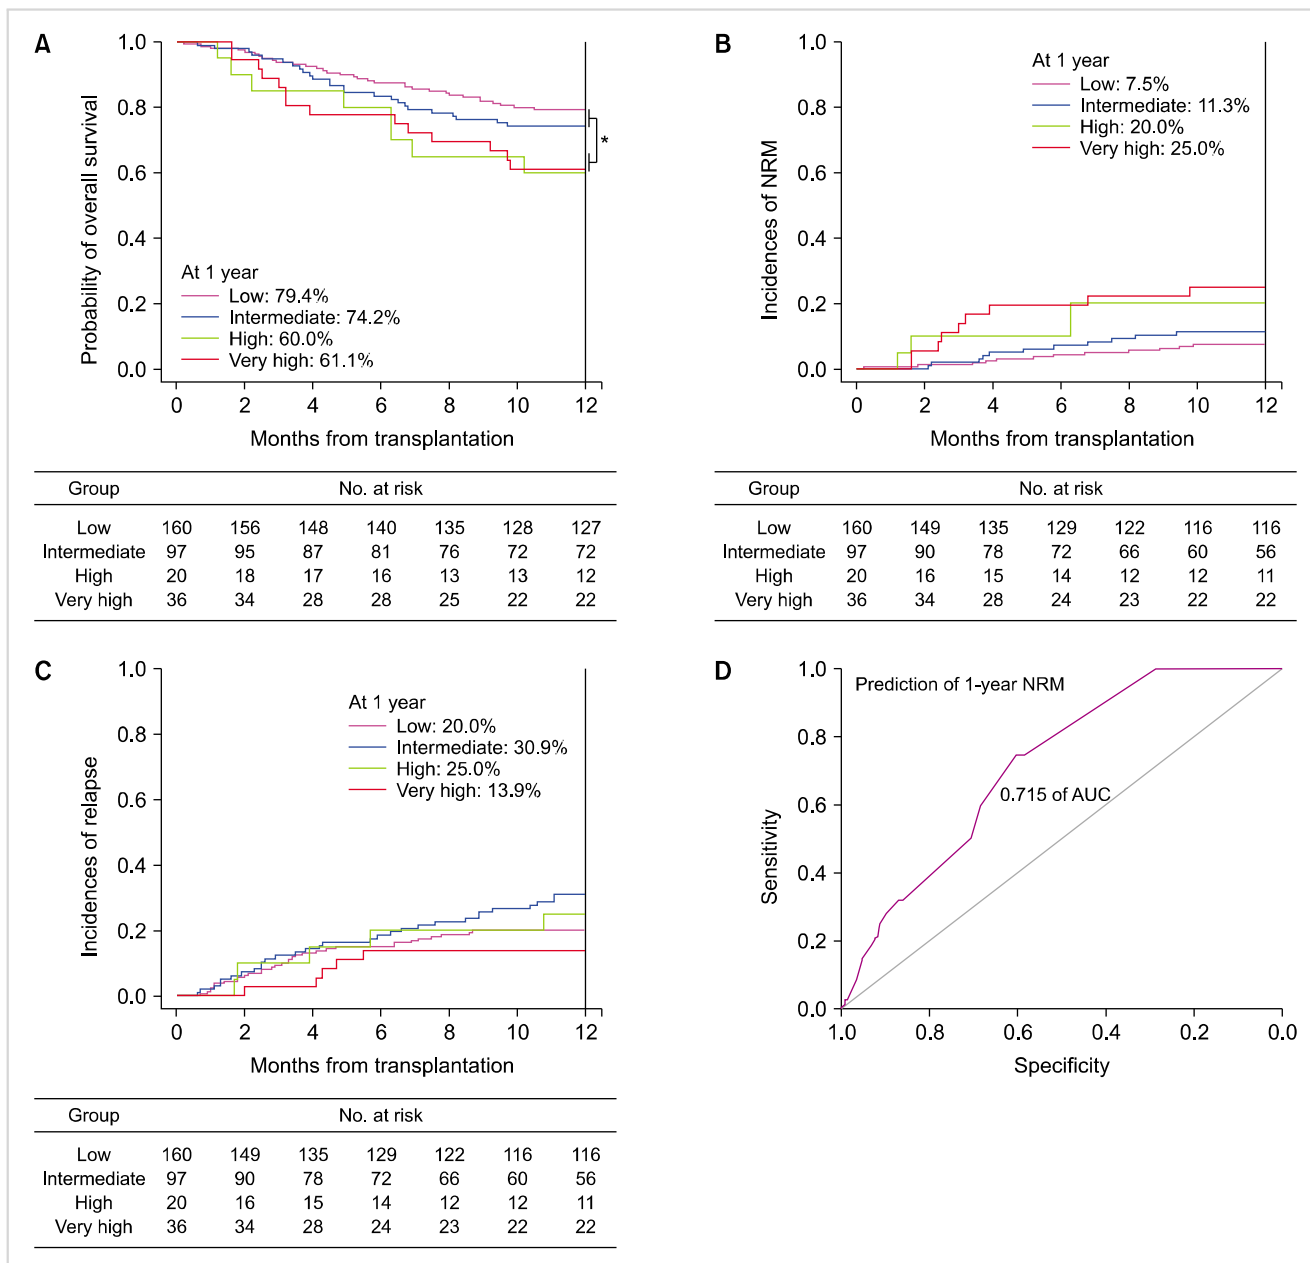 A
1.0
0.8
0.6
0.4
0.2
0.0
Probability of overall survival
*
At 1 year
Low: 79.4%
Intermediate: 74.2%
High: 60.0%
Very high: 61.1%
0 2 4 6 8 10 12
Months from transplantation
Group No. at risk
Low 160 156 148 140 135 128 127
Intermediate 97 95 87 81 76 72 72
High 20 18 17 16 13 13 12
Very high 36 34 28 28 25 22 22
B
1.0
0.8
0.6
0.4
0.2
0.0
Incidences of NRM
At 1 year
Low: 7.5%
Intermediate: 11.3%
High: 20.0%
Very high: 25.0%
0 2 4 6 8 10 12
Months from transplantation
Group No. at risk
Low 160 149 135 129 122 116 116
Intermediate 97 90 78 72 66 60 56
High 20 16 15 14 12 12 11
Very high 36 34 28 24 23 22 22
C
1.0
0.8
0.6
0.4
0.2
0.0
Incidences of relapse
At 1 year
Low: 20.0%
Intermediate: 30.9%
High: 25.0%
Very high: 13.9%
0 2 4 6 8 10 12
Months from transplantation
Group No. at risk
Low 160 149 135 129 122 116 116
Intermediate 97 90 78 72 66 60 56
High 20 16 15 14 12 12 11
Very high 36 34 28 24 23 22 22
D
1.0
0.8
0.6
0.4
0.2
0.0
Sensitivity
Prediction of 1-year NRM
0.715 of AUC
1.0 0.8 0.6 0.4 0.2 0.0
Specificity